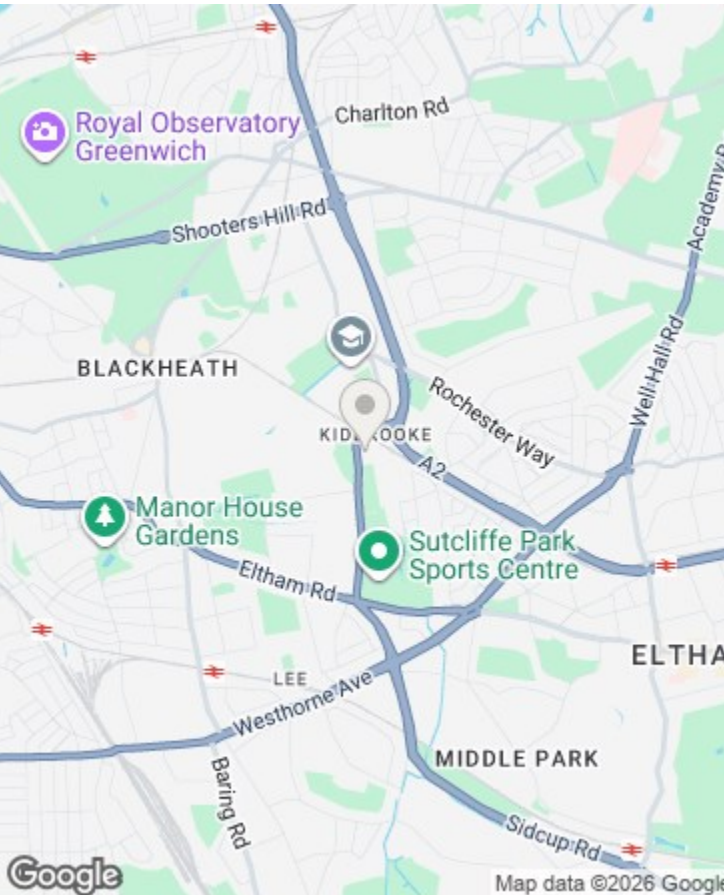 Charlton Rd
Royal Observatory
Greenwich
Academy R
Shooters Hill Rd
Well Hall Rd
BLACKHEATH
Rochester Way
A2
Manor House
Gardens
Sutcliffe Park
Sports Centre
Eltham Rd
ELTHA
LEE
Westhorne Ave
MIDDLE PARK
Baring Rd
Sidcup Rd
Google
Map data ©2026 Google